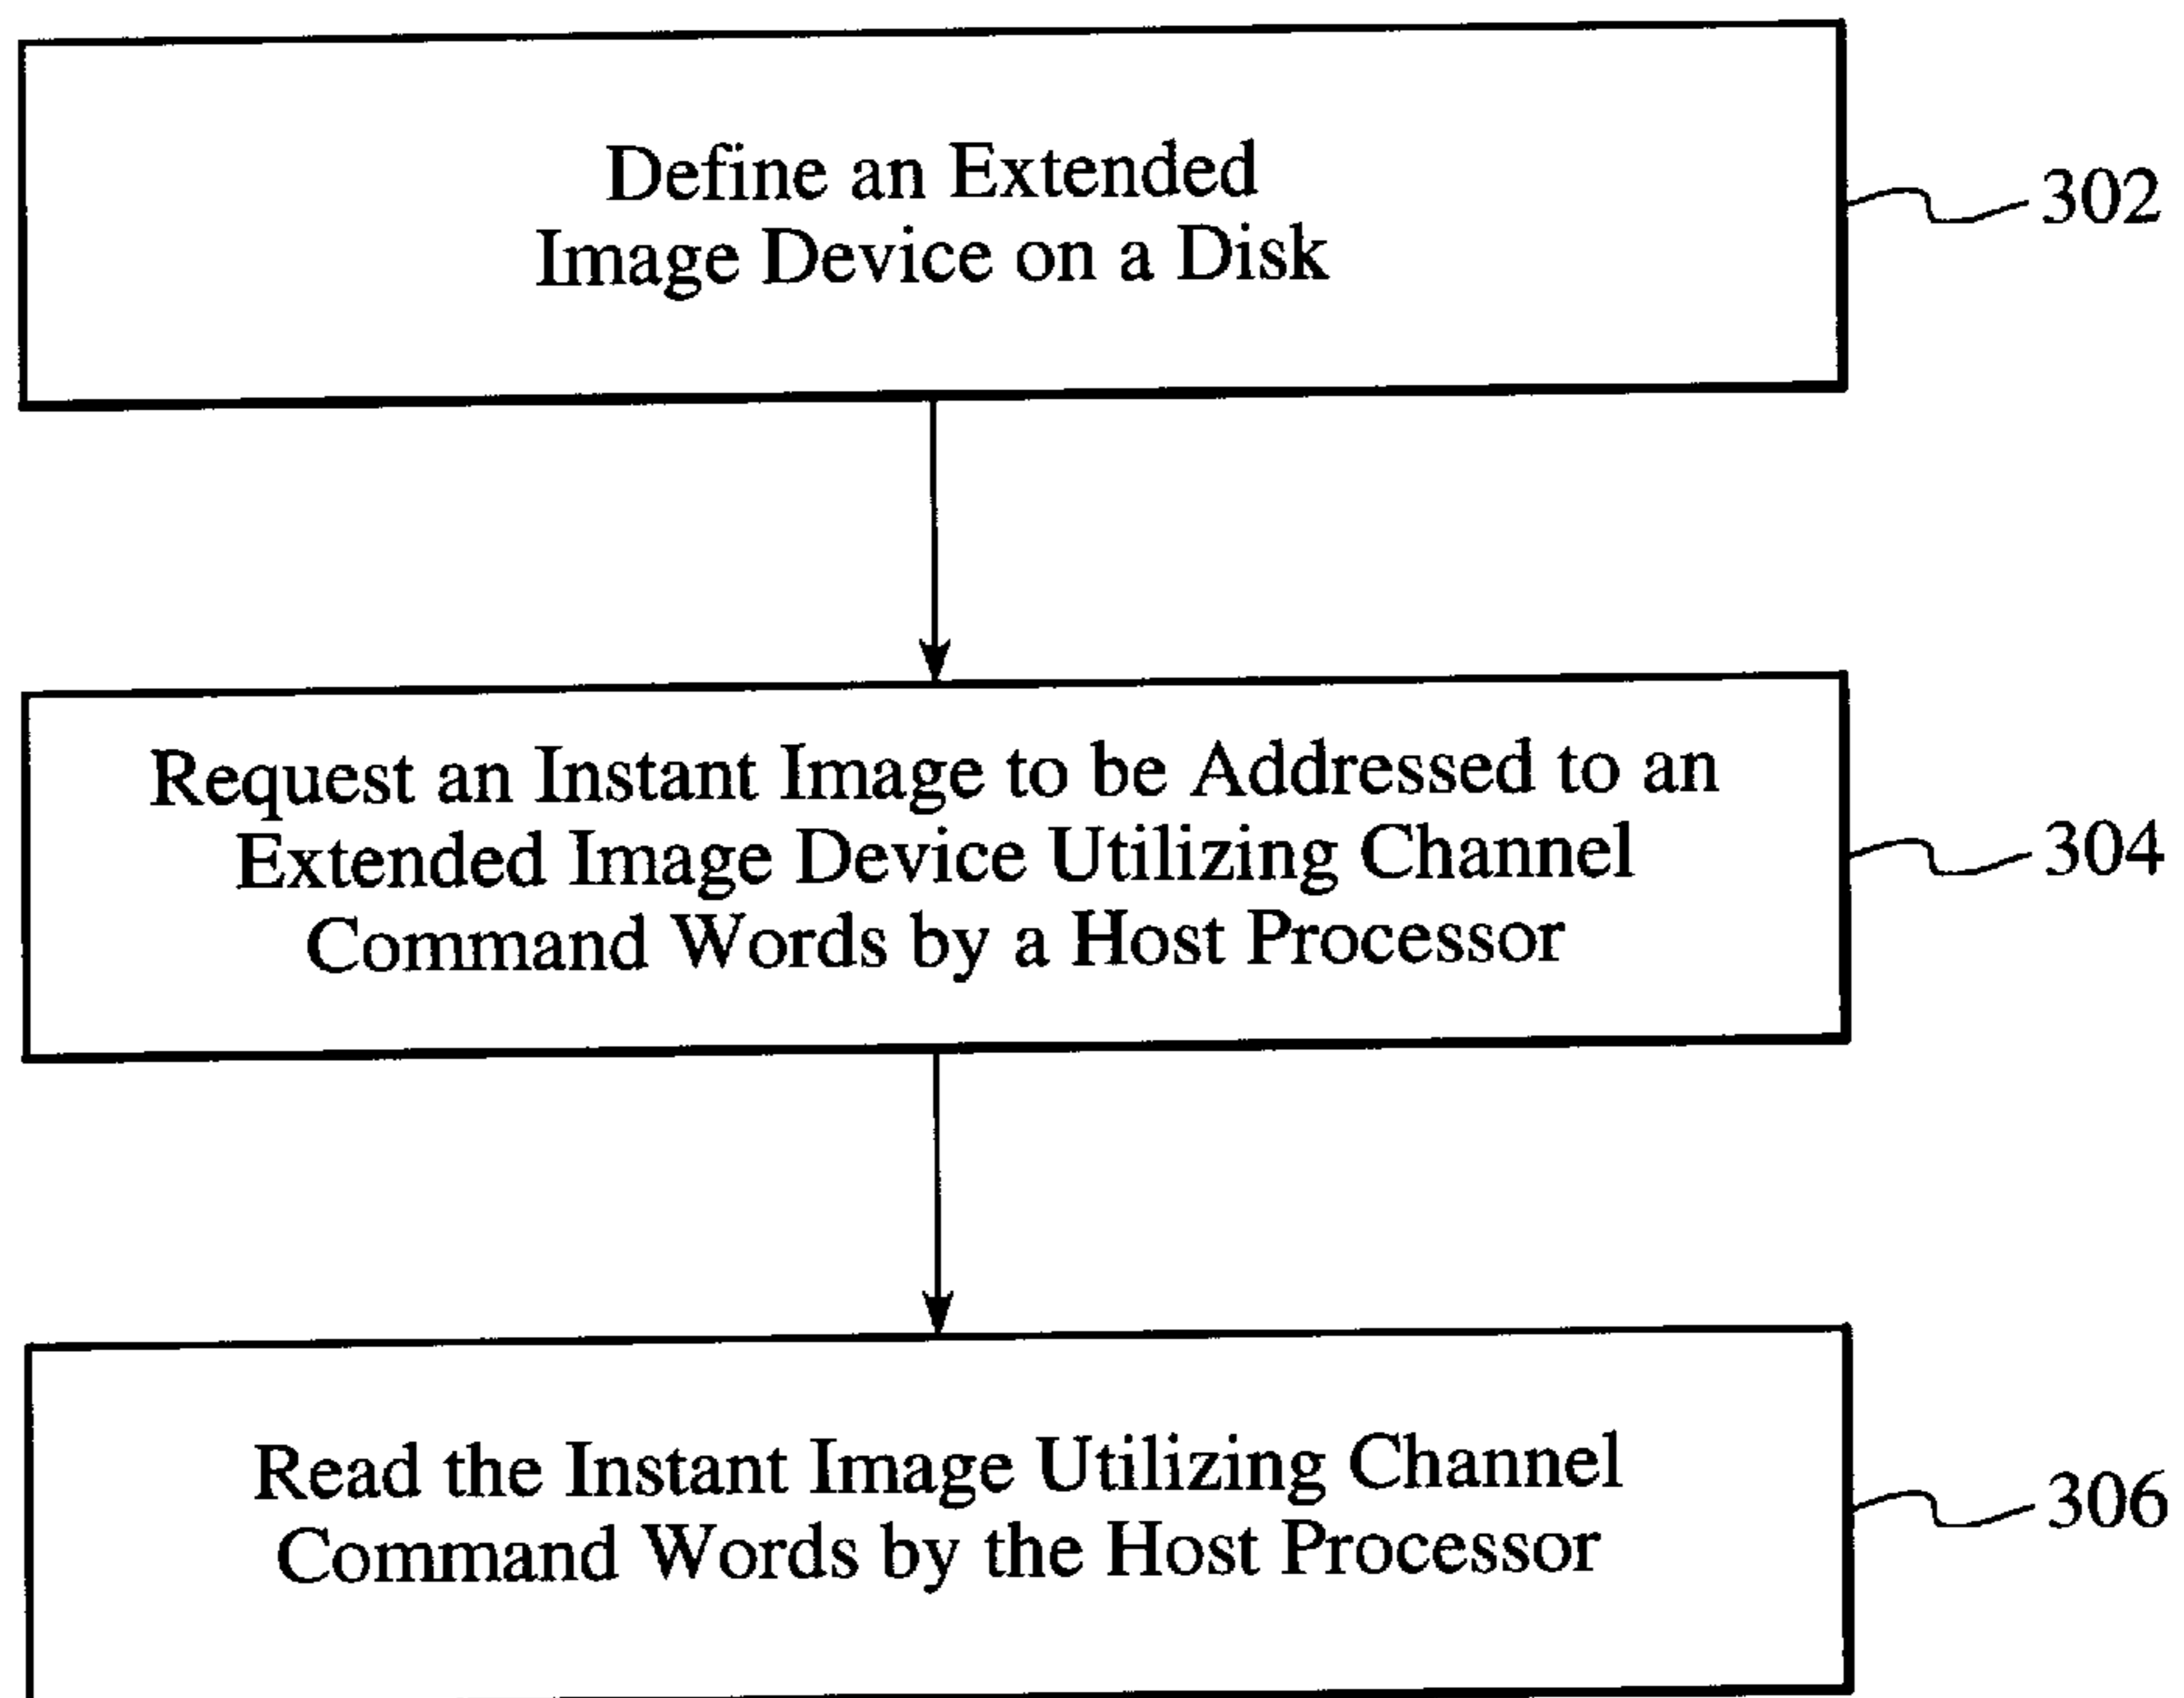 Define an Extended
Image Device on a Disk
302
Request an Instant Image to be Addressed to an
Extended Image Device Utilizing Channel
Command Words by a Host Processor
304
Read the Instant Image Utilizing Channel
Command Words by the Host Processor
306